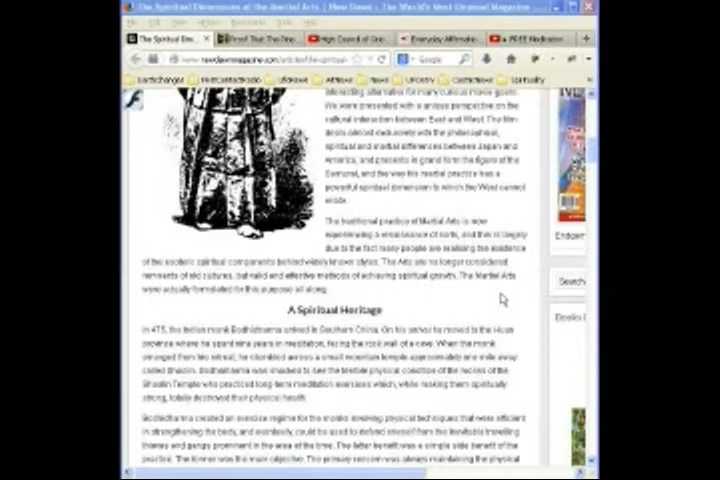 The Spiritual Dimensions of the Martial Arts | New Dawn - The World's Most Unusual Magazine
The Spiritual Dim...
Proof That The Pine
High Council of Orio
Everyday Affirmatio
a FREE Meditation
Google
Earthchanges
FirstContactRadio
News
CosmicNews
Spirituality
interesting alternative for many curious movie-goers.
We were presented with a unique perspective on the
cultural interaction between East and West. The film
deals almost exclusively with the philosophical,
spiritual and martial differences between Japan and
America, and presents in grand form the figure of the
Samurai, and the way his martial practice has a
powerful spiritual dimension to which the West cannot
relate.
The traditional practice of Martial Arts is now
experiencing a renaissance of sorts, and this is largely
due to the fact many people are realising the existence
of the esoteric spiritual components behind widely known styles. The Arts are no longer considered
remnants of old cultures, but valid and effective methods of achieving spiritual growth. The Martial Arts
were actually formulated for this purpose all along.
A Spiritual Heritage
In 475, the Indian monk Bodhidharma arrived in Southern China. On his arrival he moved to the
province where he spent nine years in meditation, facing the rock wall of a cave. When the monk
emerged from his retreat, he stumbled across a small mountain temple approximately one mile away
called Shaolin. Bodhidharma was shocked to see the terrible physical condition of the monks of the
Shaolin Temple who practiced long-term meditation exercises which, while making them spiritually
strong, totally destroyed their physical health.
Bodhidharma created an exercise regime for the monks involving physical techniques that were efficient
in strengthening the body, and eventually, could be used to defend oneself from the inevitable travelling
thieves and gangs prominent in the area at the time. The latter benefit was a simple side benefit of the
practice. The former was the main objective. The primary concern was always maintaining the physical
Search
Books